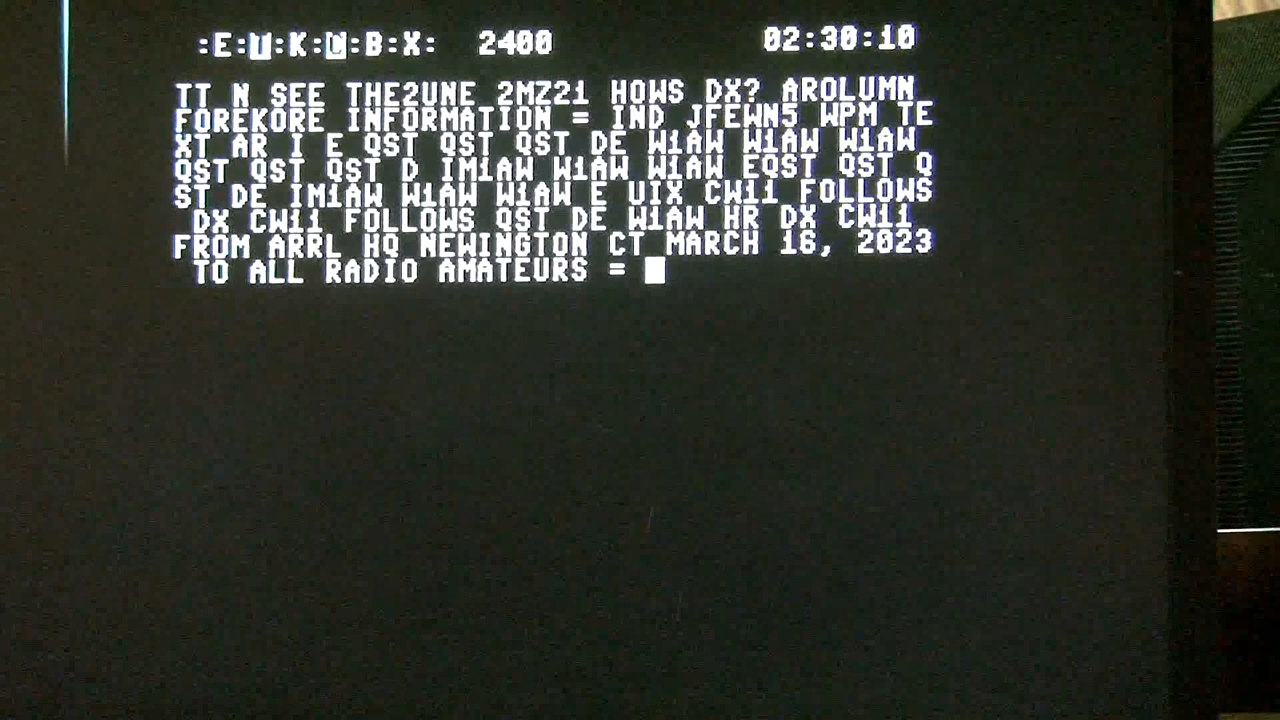 :E:U:K:W:B:X: 2400 02:30:10
TT N SEE THE2UNE 2MZ21 HOWS DX? AROLUMN
FOREKORE INFORMATION = IND JFEWN5 WPM TE
XT AR I E QST QST QST DE W1AW W1AW W1AW
QST QST QST D IM1AW W1AW W1AW EQST QST Q
ST DE IM1AW W1AW W1AW E UIX CW11 FOLLOWS
DX CW11 FOLLOWS QST DE W1AW HR DX CW11
FROM ARRL HQ NEWINGTON CT MARCH 16, 2023
TO ALL RADIO AMATEURS =